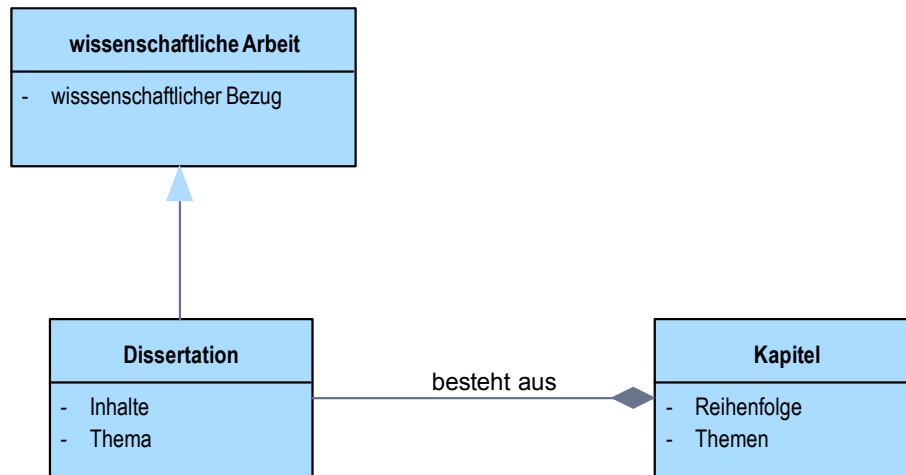 wissenschaftliche Arbeit
- wisssenschaftlicher Bezug
Dissertation
- Inhalte
- Thema
besteht aus
Kapitel
- Reihenfolge
- Themen